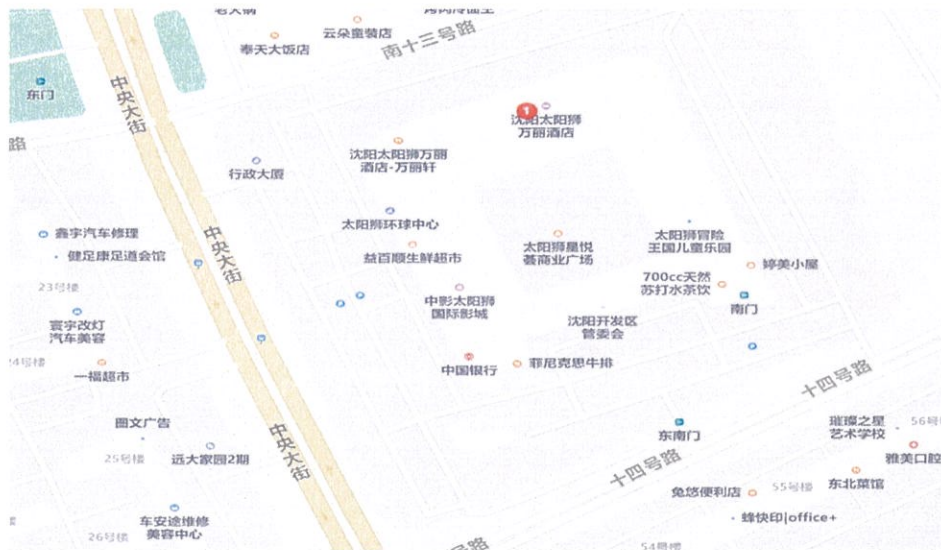 云朵童装店
奉天大饭店
南十三号路
东门
中央大街
1
沈阳太阳狮
万丽酒店
路
沈阳太阳狮万丽
酒店·万丽轩
行政大厦
太阳狮环球中心
太阳狮冒险
王国儿童乐园
鑫宇汽车修理
中央大街
太阳狮星悦
荟商业广场
健足康足道会馆
益百顺生鲜超市
婷美小屋
700cc天然
苏打水茶饮
23号楼
中影太阳狮
国际影城
南门
寰宇改灯
汽车美容
沈阳开发区
管委会
24号楼
中国银行
菲尼克思牛排
一福超市
十四号路
图文广告
东南门
璀璨之星
艺术学校
56号
中央大街
25号楼
远大家园2期
雅美口腔
十四号路
东北菜馆
兔悠便利店
55号楼
车安途维修
美容中心
蜂快印|office+
26号楼
54号楼